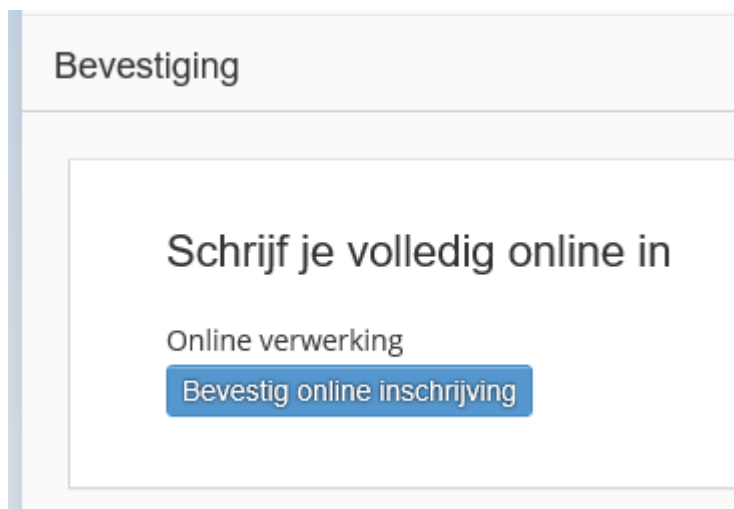 Bevestiging
Schrijf je volledig online in
Online verwerking
Bevestig online inschrijving